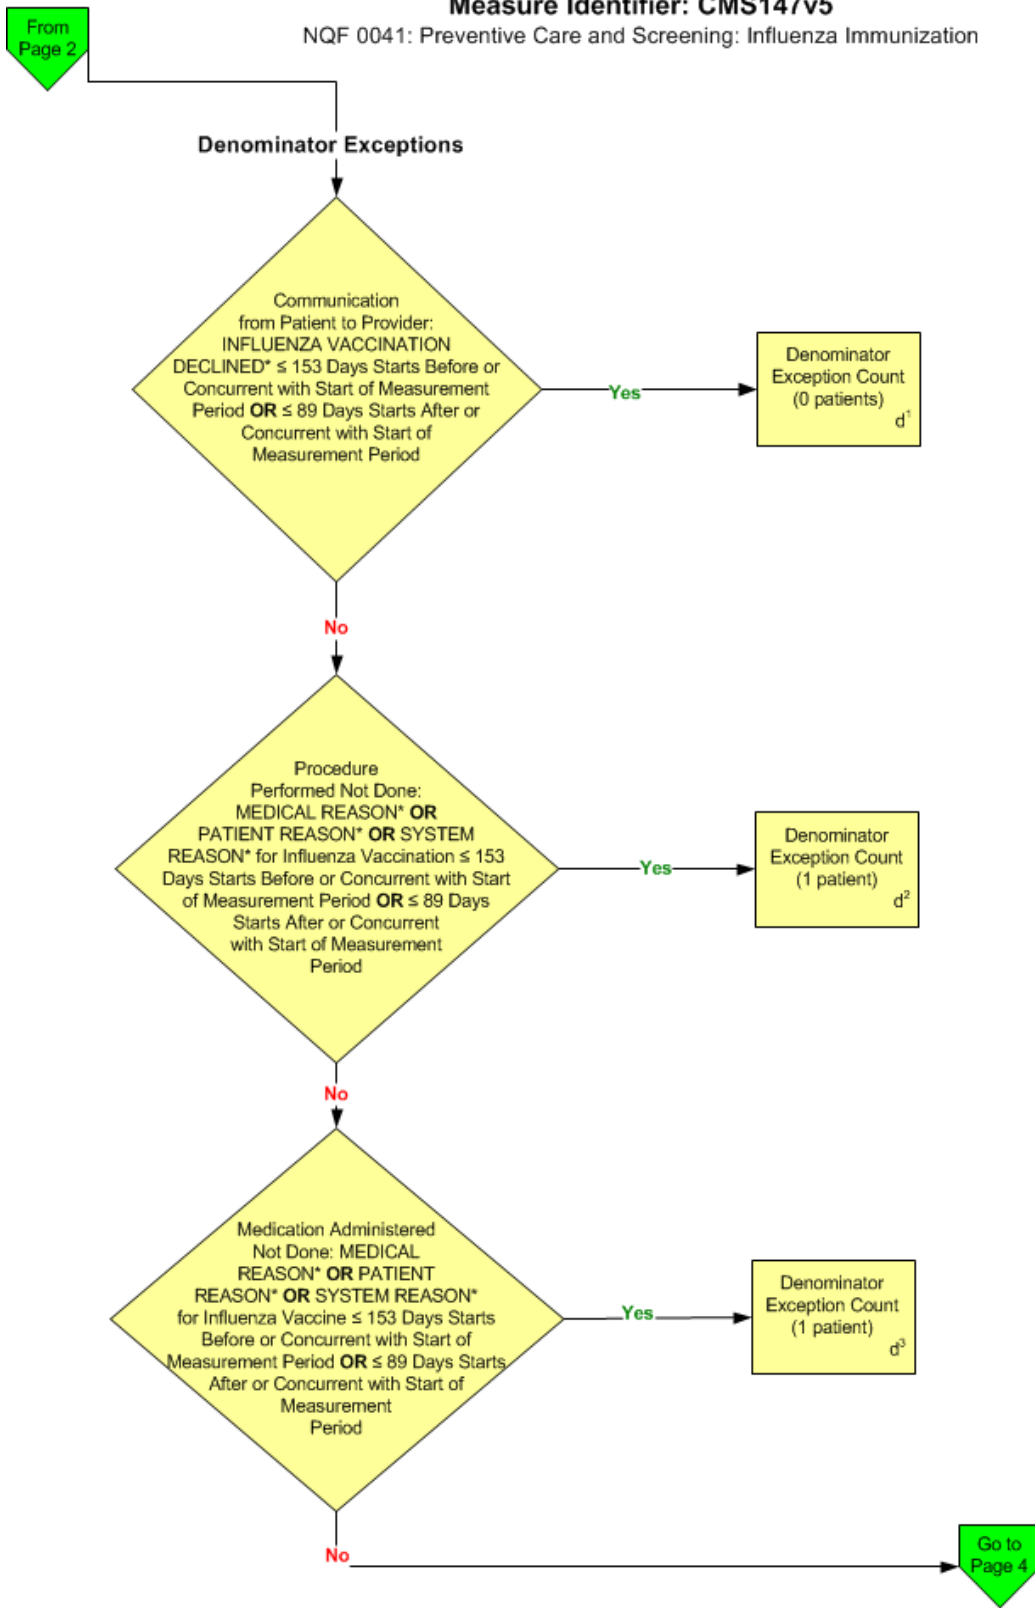 Measure Identifier: CMS147v5
NQF 0041: Preventive Care and Screening: Influenza Immunization
From
Page 2
Denominator Exceptions
Communication
from Patient to Provider:
INFLUENZA VACCINATION
DECLINED* ≤ 153 Days Starts Before or
Concurrent with Start of Measurement
Period OR ≤ 89 Days Starts After or
Concurrent with Start of
Measurement Period
Yes
Denominator
Exception Count
(0 patients)
d¹
No
Procedure
Performed Not Done:
MEDICAL REASON* OR
PATIENT REASON* OR SYSTEM
REASON* for Influenza Vaccination ≤ 153
Days Starts Before or Concurrent with Start
of Measurement Period OR ≤ 89 Days
Starts After or Concurrent
with Start of Measurement
Period
Yes
Denominator
Exception Count
(1 patient)
d²
No
Medication Administered
Not Done: MEDICAL
REASON* OR PATIENT
REASON* OR SYSTEM REASON*
for Influenza Vaccine ≤ 153 Days Starts
Before or Concurrent with Start of
Measurement Period OR ≤ 89 Days Starts
After or Concurrent with Start of
Measurement
Period
Yes
Denominator
Exception Count
(1 patient)
d³
No
Go to
Page 4